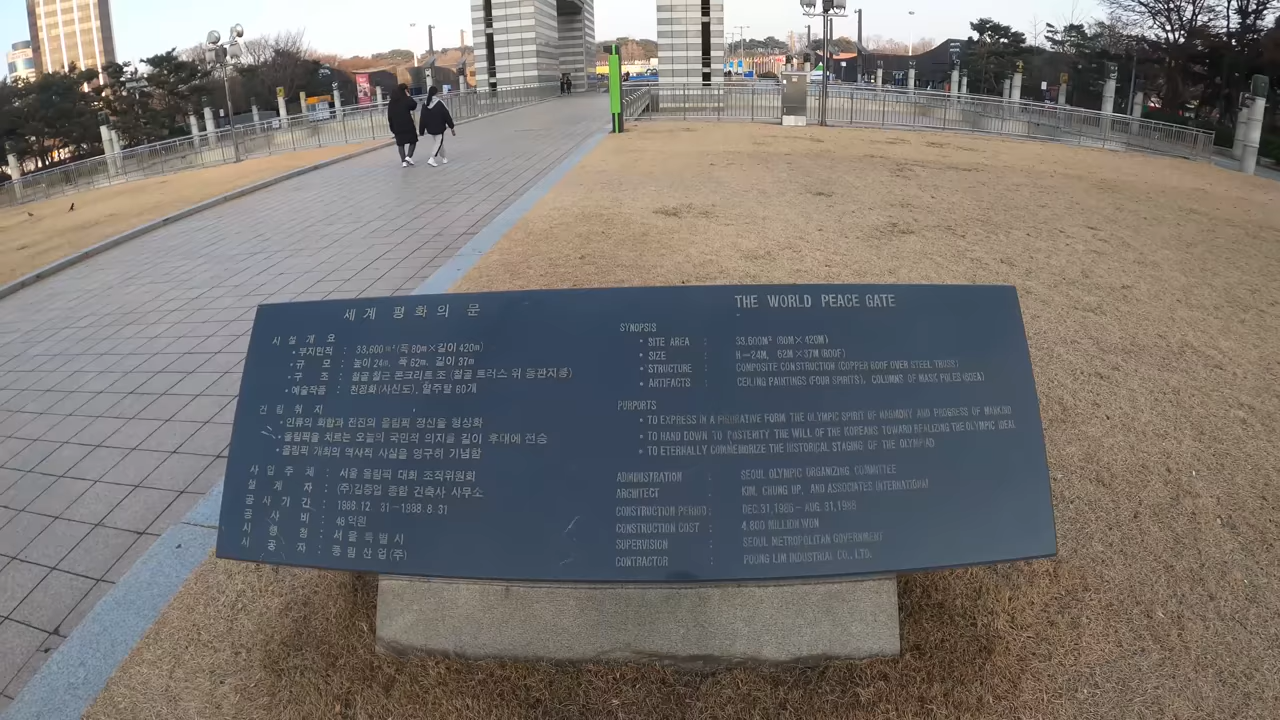 세계 평화의 문
시 설 개 요
• 부지면적 : 33,600㎡(폭 80m×길이 420m)
• 규 모 : 높이 24m, 폭 62m, 길이 37m
• 구 조 : 철골 철근 콘크리트 조 (철골 트러스 위 동판지붕)
• 예술작품 : 천정화(사신도), 열주탈 60개
건 립 취 지
• 인류의 화합과 전진의 올림픽 정신을 형상화
• 올림픽을 치르는 오늘의 국민적 의지를 길이 후대에 전승
• 올림픽 개최의 역사적 사실을 영구히 기념함
사 업 주 체 : 서울 올림픽 대회 조직위원회
설 계 자 : (주)김중업 종합 건축사 사무소
공 사 기 간 : 1986. 12. 31－1988. 8. 31
공 사 비 : 48 억원
시 행 청 : 서 울 특 별 시
시 공 자 : 풍 림 산 업 (주)
THE WORLD PEACE GATE
SYNOPSIS
• SITE AREA : 33,600M² (80M×420M)
• SIZE : H=24M, 62M×37M (ROOF)
• STRUCTURE : COMPOSITE CONSTRUCTION (COPPER ROOF OVER STEEL TRUSS)
• ARTIFACTS : CEILING PAINTINGS (FOUR SPIRITS), COLUMNS OF MASK POLES (60EA)
PURPORTS
• TO EXPRESS IN A FIGURATIVE FORM THE OLYMPIC SPIRIT OF HARMONY AND PROGRESS OF MANKIND
• TO HAND DOWN TO POSTERITY THE WILL OF THE KOREANS TOWARD REALIZING THE OLYMPIC IDEAL
• TO ETERNALLY COMMEMORIZE THE HISTORICAL STAGING OF THE OLYMPIAD
ADMINISTRATION : SEOUL OLYMPIC ORGANIZING COMMITTEE
ARCHITECT : KIM, CHUNG UP, AND ASSOCIATES INTERNATIONAL
CONSTRUCTION PERIOD : DEC. 31, 1986－AUG. 31, 1988
CONSTRUCTION COST : 4,800 MILLION WON
SUPERVISION : SEOUL METROPOLITAN GOVERNMENT
CONTRACTOR : POONG LIM INDUSTRIAL CO., LTD.